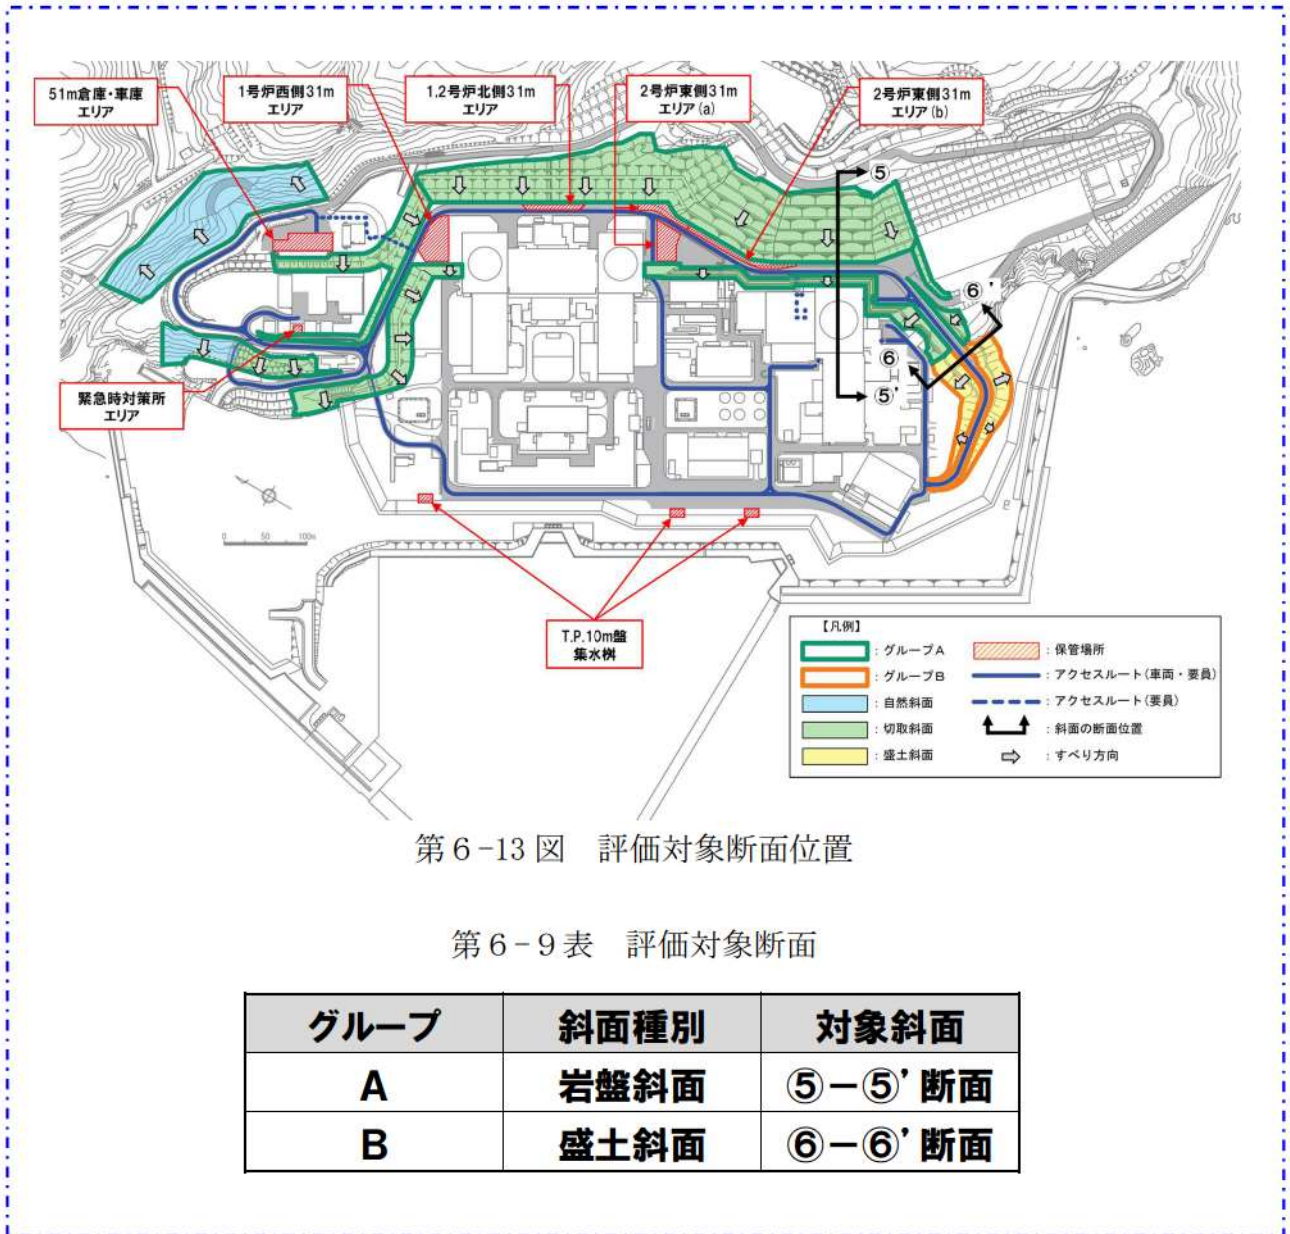 51m倉庫・車庫
エリア
1号炉西側31m
エリア
1,2号炉北側31m
エリア
2号炉東側31m
エリア(a)
2号炉東側31m
エリア(b)
⑤
⑥'
⑥
⑤'
緊急時対策所
エリア
0 50 100m
T.P.10m盤
集水桝
【凡例】
：グループA
：グループB
：自然斜面
：切取斜面
：盛土斜面
：保管場所
：アクセスルート(車両・要員)
：アクセスルート(要員)
：斜面の断面位置
：すべり方向
第6-13図 評価対象断面位置
第6-9表 評価対象断面
グループ 斜面種別 対象斜面
A 岩盤斜面 ⑤－⑤'断面
B 盛土斜面 ⑥－⑥'断面